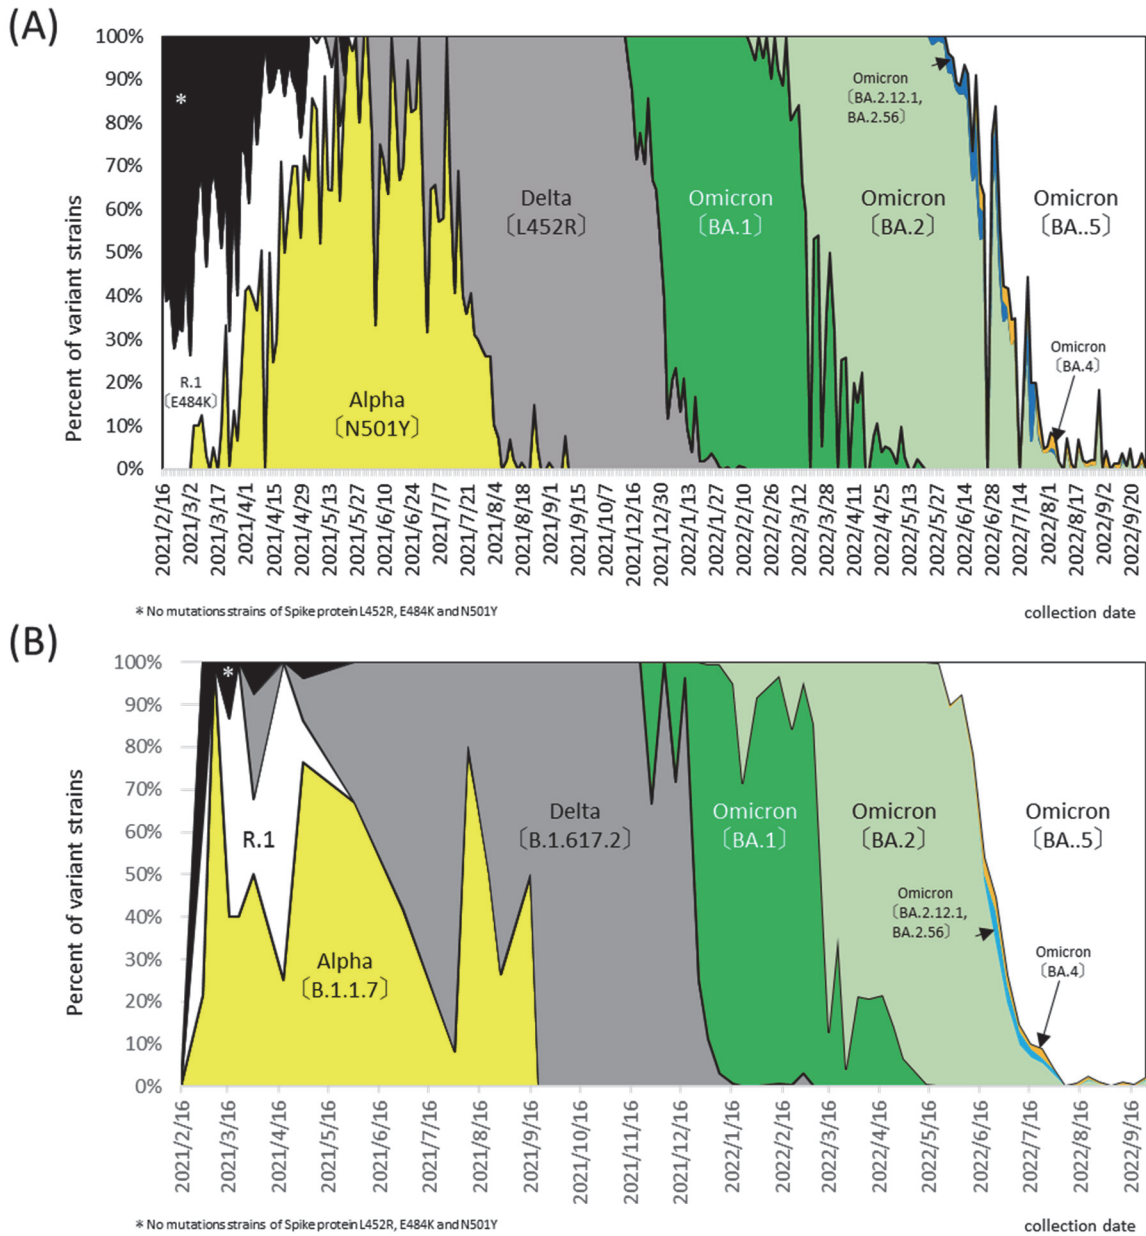 (A)
100%
90%
80%
70%
60%
50%
40%
30%
20%
10%
0%
Percent of variant strains
*
R.1
〔E484K〕
Alpha
〔N501Y〕
Delta
〔L452R〕
Omicron
〔BA.1〕
Omicron
〔BA.2〕
Omicron
〔BA.2.12.1,
BA.2.56〕
Omicron
〔BA..5〕
Omicron
〔BA.4〕
2021/2/16
2021/3/2
2021/3/17
2021/4/1
2021/4/15
2021/4/29
2021/5/13
2021/5/27
2021/6/10
2021/6/24
2021/7/7
2021/7/21
2021/8/4
2021/8/18
2021/9/1
2021/9/15
2021/10/7
2021/12/16
2021/12/30
2022/1/13
2022/1/27
2022/2/10
2022/2/26
2022/3/12
2022/3/28
2022/4/11
2022/4/25
2022/5/13
2022/5/27
2022/6/14
2022/6/28
2022/7/14
2022/8/1
2022/8/17
2022/9/2
2022/9/20
* No mutations strains of Spike protein L452R, E484K and N501Y
collection date
(B)
100%
90%
80%
70%
60%
50%
40%
30%
20%
10%
0%
Percent of variant strains
*
R.1
Alpha
〔B.1.1.7〕
Delta
〔B.1.617.2〕
Omicron
〔BA.1〕
Omicron
〔BA.2〕
Omicron
〔BA.2.12.1,
BA.2.56〕
Omicron
〔BA..5〕
Omicron
〔BA.4〕
2021/2/16
2021/3/16
2021/4/16
2021/5/16
2021/6/16
2021/7/16
2021/8/16
2021/9/16
2021/10/16
2021/11/16
2021/12/16
2022/1/16
2022/2/16
2022/3/16
2022/4/16
2022/5/16
2022/6/16
2022/7/16
2022/8/16
2022/9/16
* No mutations strains of Spike protein L452R, E484K and N501Y
collection date